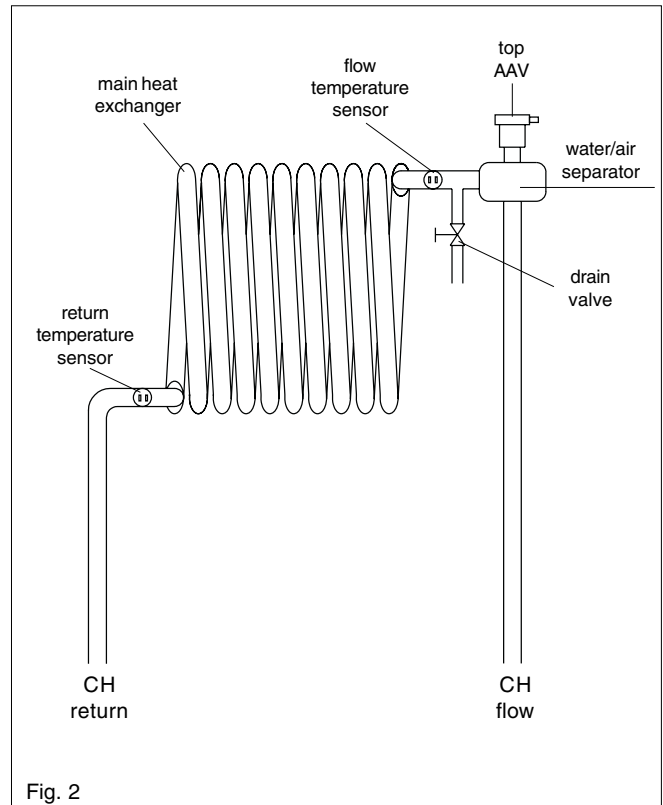 top
AAV
flow
temperature
sensor
main heat
exchanger
water/air
separator
drain
valve
return
temperature
sensor
CH
return
CH
flow
Fig. 2